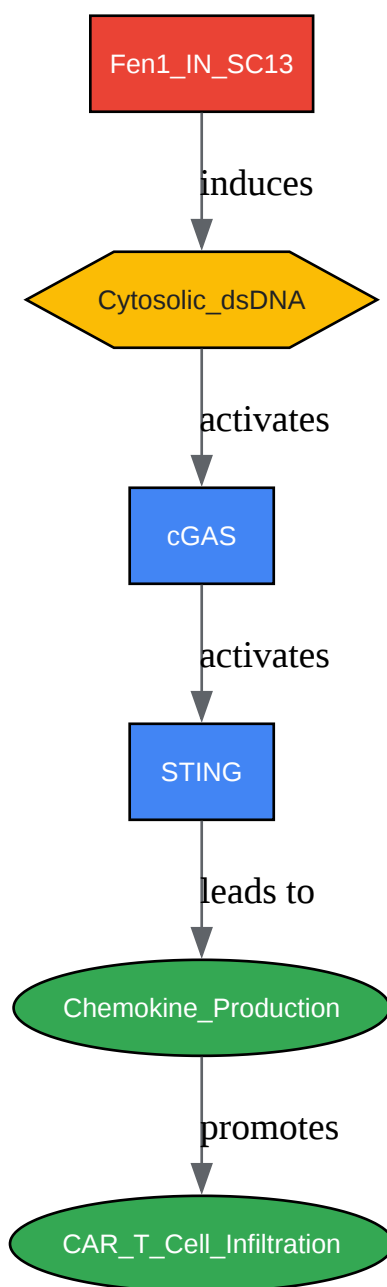 Fen1_IN_SC13
induces
Cytosolic_dsDNA
activates
cGAS
activates
STING
leads to
Chemokine_Production
promotes
CAR_T_Cell_Infiltration